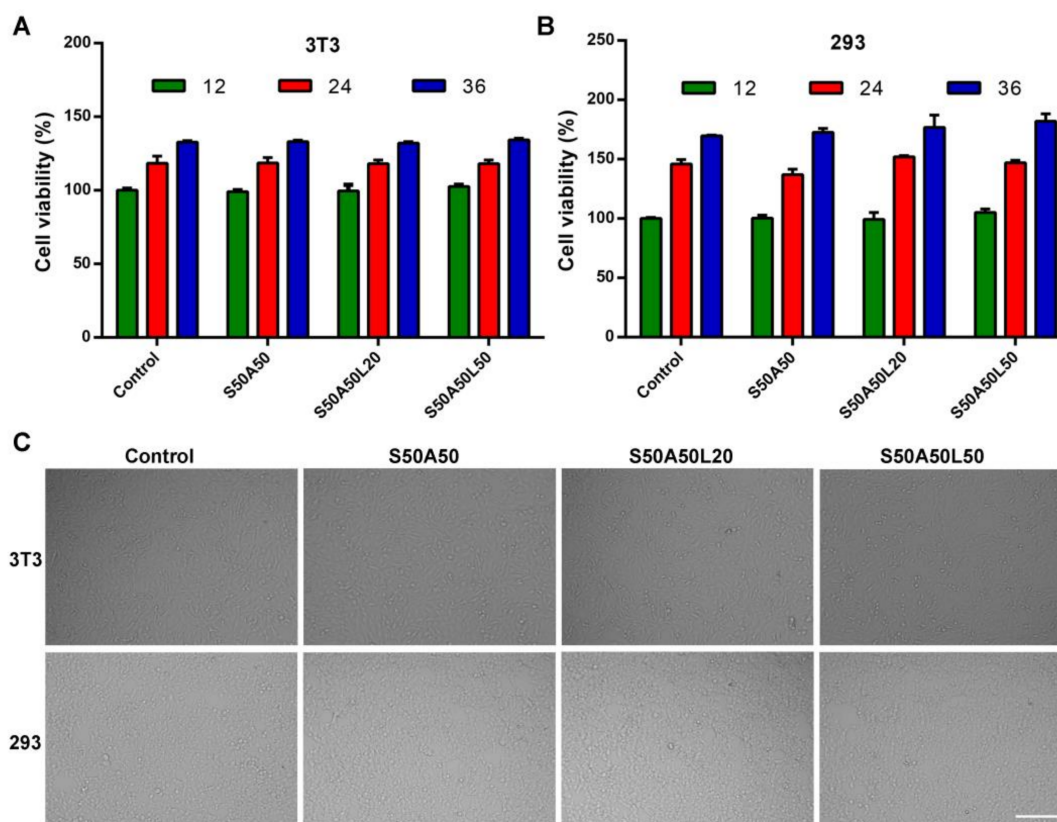 A
3T3
200
150
100
50
0
Cell viability (%)
12 24 36
Control
S50A50
S50A50L20
S50A50L50
B
293
250
200
150
100
50
0
Cell viability (%)
12 24 36
Control
S50A50
S50A50L20
S50A50L50
C
Control S50A50 S50A50L20 S50A50L50
3T3
293